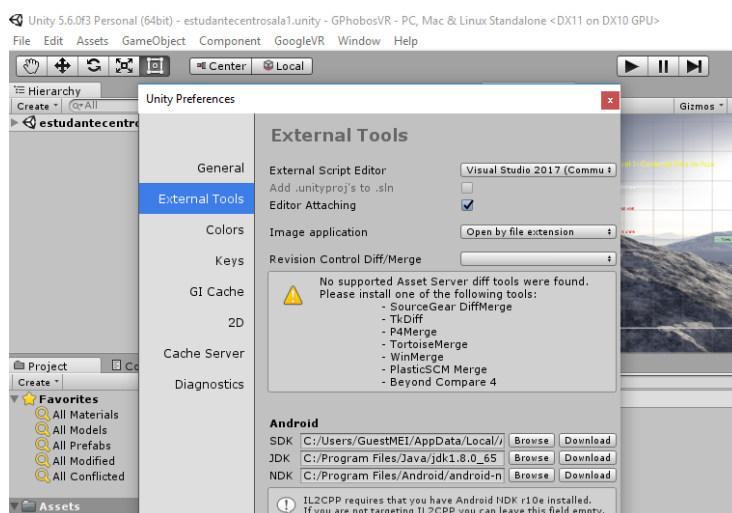 Unity 5.6.0f3 Personal (64bit) - estudantecentrosala1.unity - GPhobosVR - PC, Mac & Linux Standalone <DX11 on DX10 GPU>
File Edit Assets GameObject Component GoogleVR Window Help
Center Local
Hierarchy
Create All
Gizmos
estudantecentro
Unity Preferences
x
External Tools
General
External Tools
Colors
Keys
GI Cache
2D
Cache Server
Diagnostics
External Script Editor Visual Studio 2017 (Commu
Add .unityproj's to .sln
Editor Attaching
Image application Open by file extension
Revision Control Diff/Merge
No supported Asset Server diff tools were found.
Please install one of the following tools:
- SourceGear DiffMerge
- TkDiff
- P4Merge
- TortoiseMerge
- WinMerge
- PlasticSCM Merge
- Beyond Compare 4
Android
SDK C:/Users/GuestMEI/AppData/Local/ Browse Download
JDK C:/Program Files/Java/jdk1.8.0_65 Browse Download
NDK C:/Program Files/Android/android-n Browse Download
IL2CPP requires that you have Android NDK r10e installed.
If you are not targeting IL2CPP you can leave this field empty.
Project Co
Create
Favorites
All Materials
All Models
All Prefabs
All Modified
All Conflicted
Assets